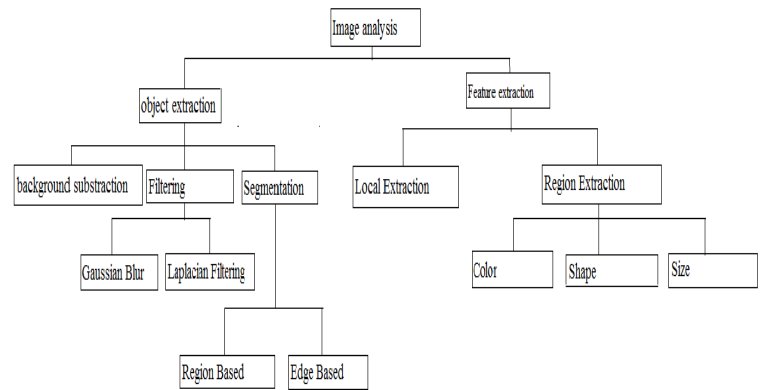 Image analysis
object extraction
Feature extraction
background substraction
Filtering
Segmentation
Local Extraction
Region Extraction
Gaussian Blur
Laplacian Filtering
Color
Shape
Size
Region Based
Edge Based